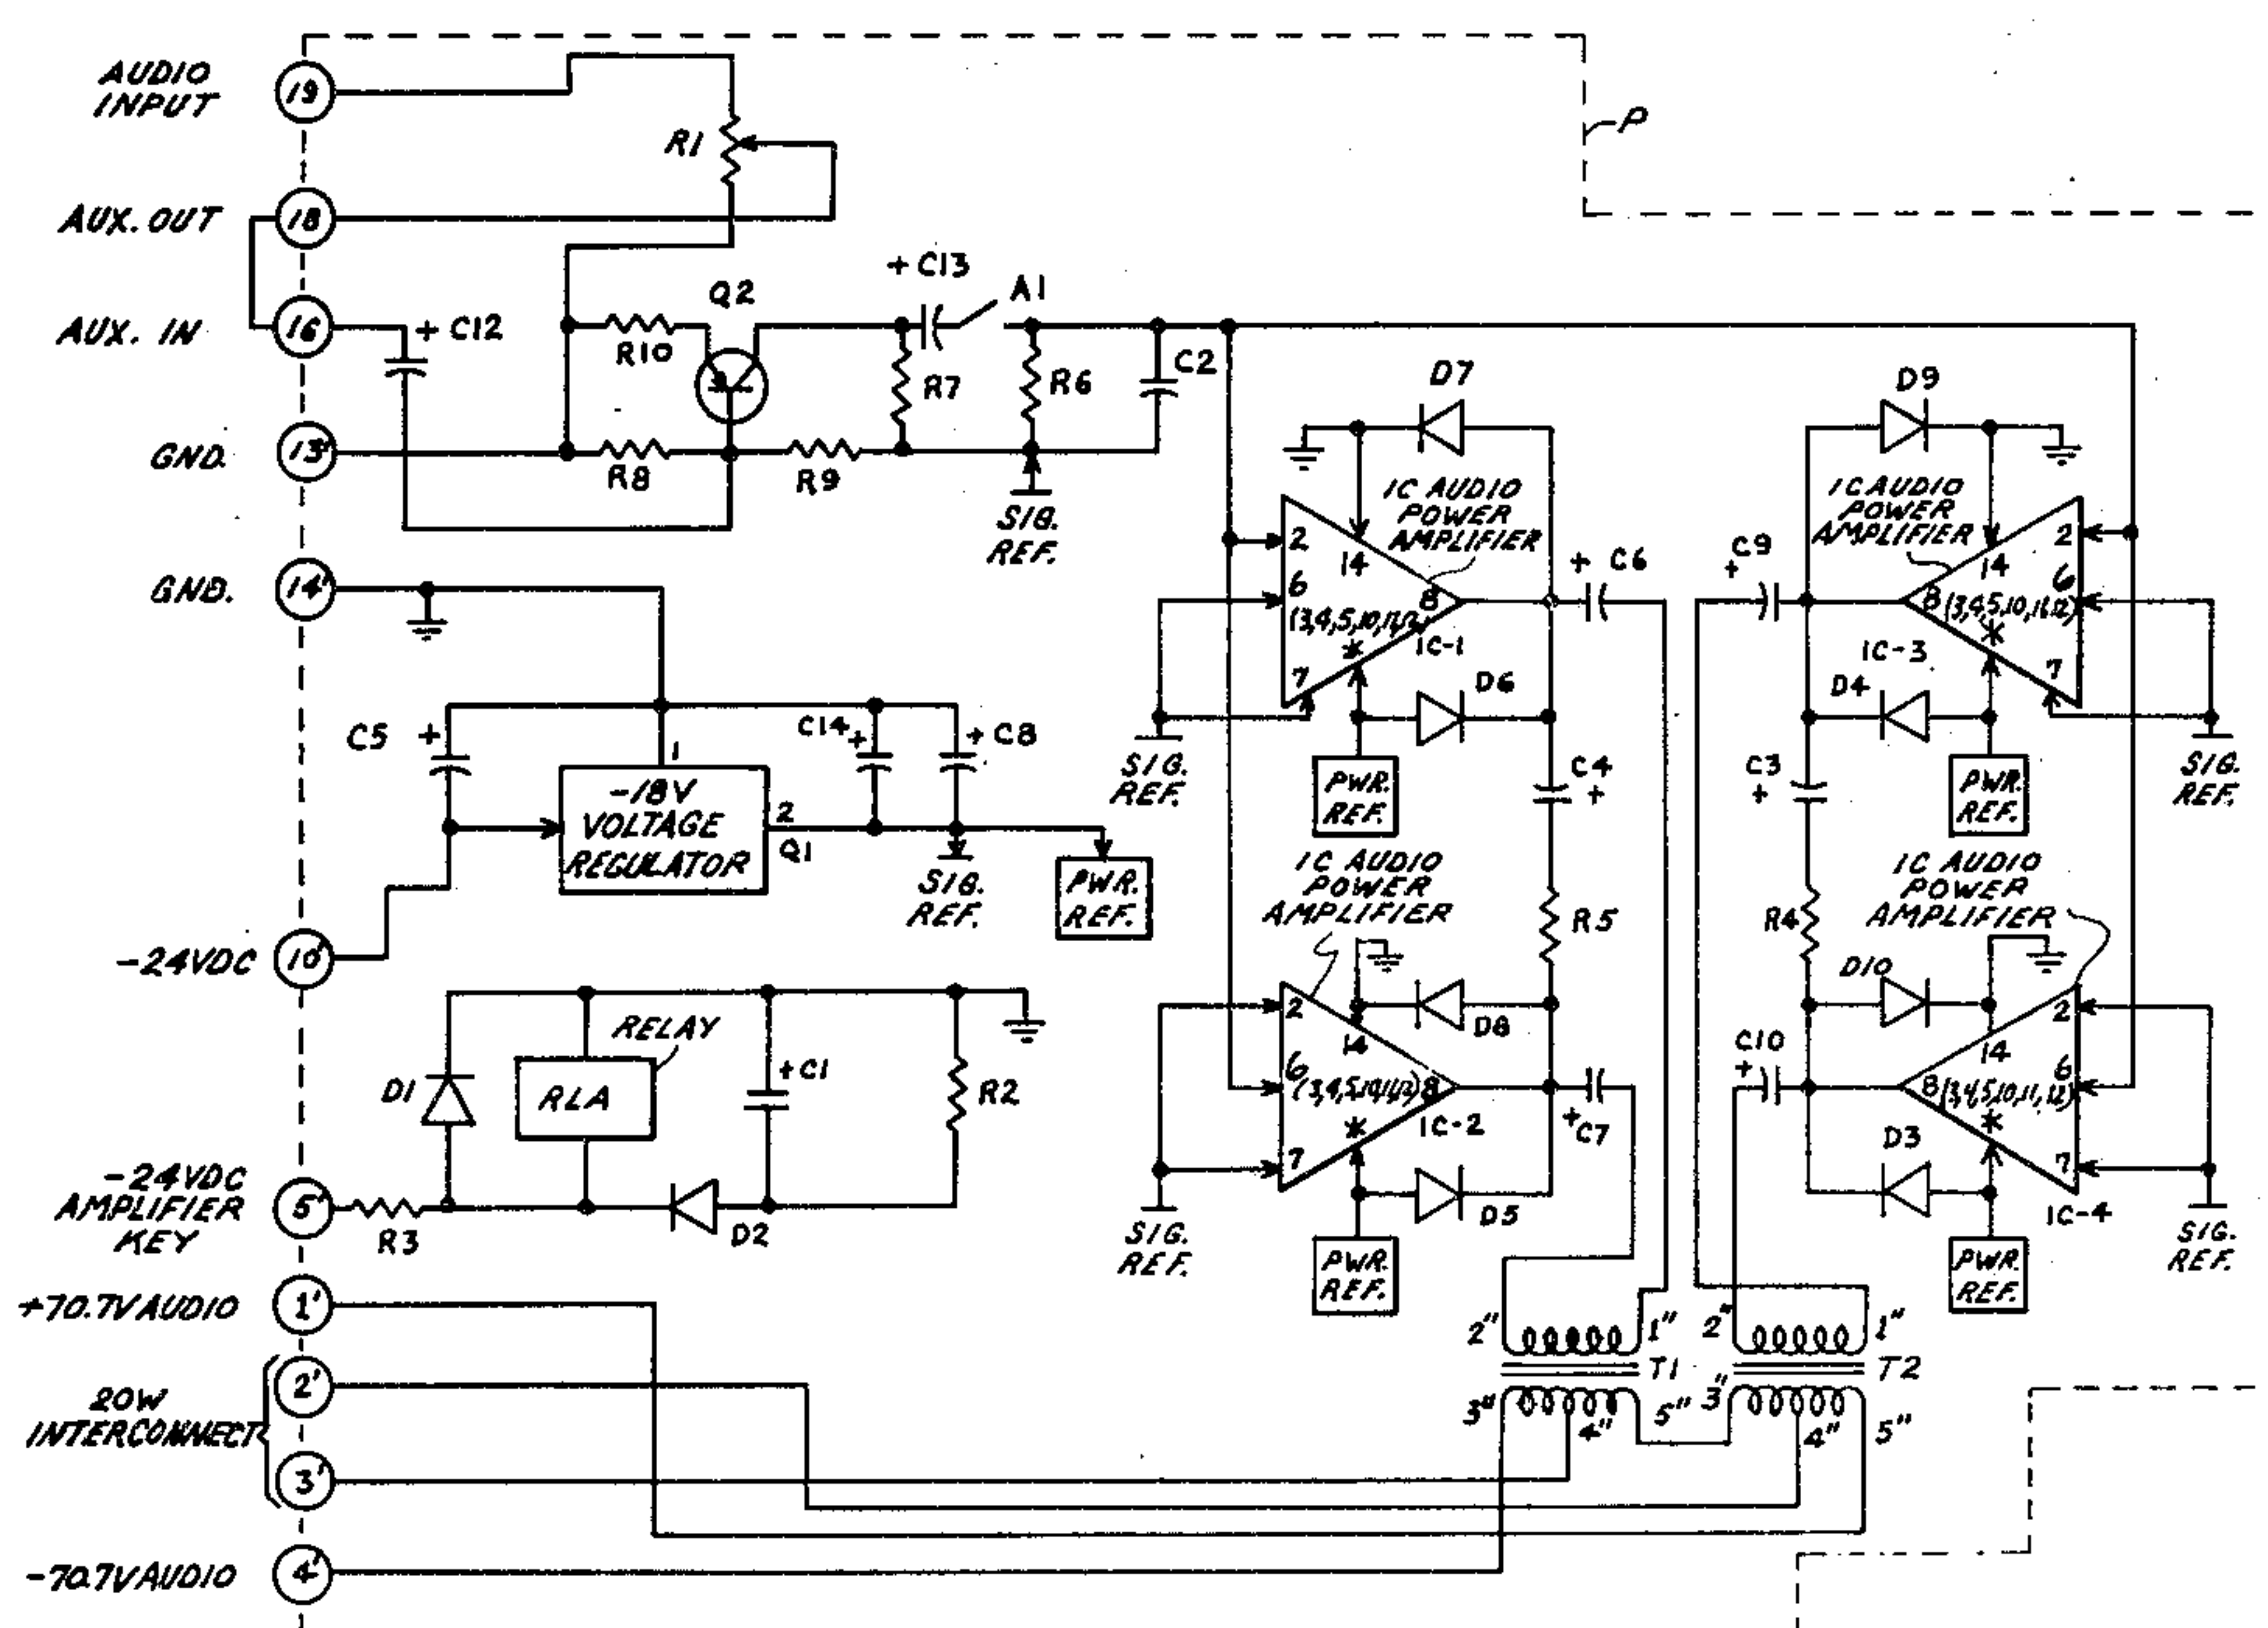 AUDIO
INPUT
19
R1
P
AUX. OUT
18
AUX. IN
16
+ C12
Q2
+ C13
A1
R10
R7
R6
C2
GND.
13'
R8
R9
SIG.
REF.
D7
D9
IC AUDIO
POWER
AMPLIFIER
IC AUDIO
POWER
AMPLIFIER
2
14
6
8
(3,4,5,10,11,12)
*
IC-1
7
+ C6
C9
+
2
14
6
8 (3,4,5,10,11,12)
*
IC-3
7
GND.
14'
D6
D4
SIG.
REF.
PWR.
REF.
C4
+
C3
+
PWR.
REF.
SIG.
REF.
C5 +
1
C14 +
+ C8
-18V
VOLTAGE
REGULATOR
2
Q1
SIG.
REF.
PWR.
REF.
-24VDC
10'
IC AUDIO
POWER
AMPLIFIER
R5
R4
IC AUDIO
POWER
AMPLIFIER
D8
D10
2
14
6
(3,4,5,10,11,12) 8
*
IC-2
7
+C7
C10
+
2
14
6
8 (3,4,5,10,11,12)
*
7
IC-4
D5
D3
SIG.
REF.
PWR.
REF.
PWR.
REF.
SIG.
REF.
RELAY
D1
RLA
+C1
R2
-24VDC
AMPLIFIER
KEY
5'
R3
D2
+70.7V AUDIO
1'
2"
1"
T1
2"
1"
T2
20W
INTERCONNECT
2'
3'
3"
4"
5"
3"
4"
5"
-70.7V AUDIO
4'